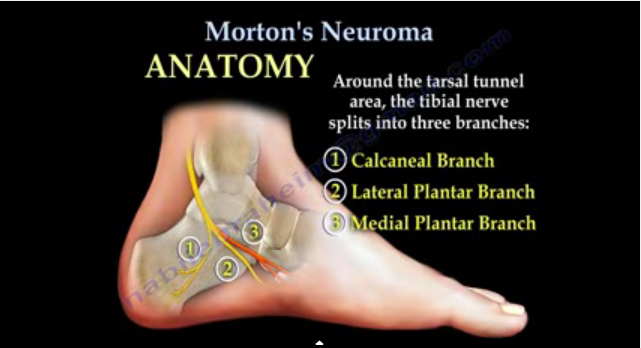 Morton's Neuroma
ANATOMY
Around the tarsal tunnel
area, the tibial nerve
splits into three branches:
1 Calcaneal Branch
2 Lateral Plantar Branch
3 Medial Plantar Branch
3
1
2